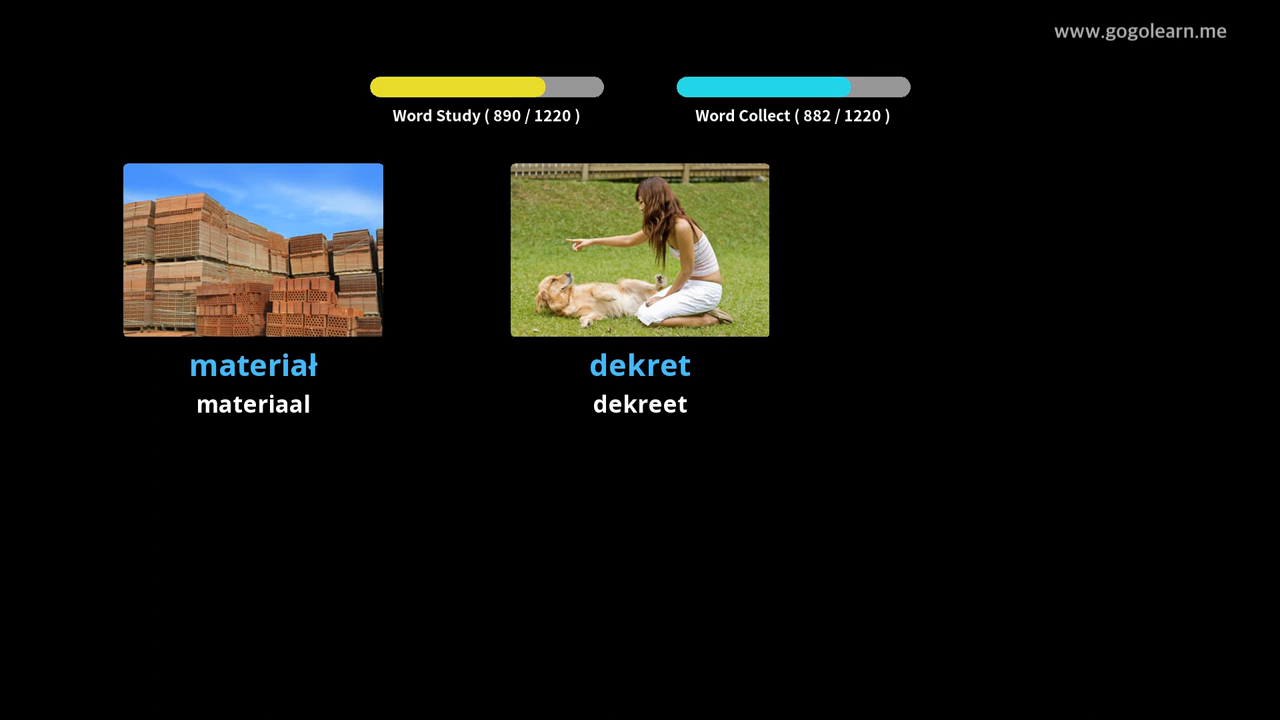 www.gogolearn.me
Word Study ( 890 / 1220 )
Word Collect ( 882 / 1220 )
materiał
materiaal
dekret
dekreet